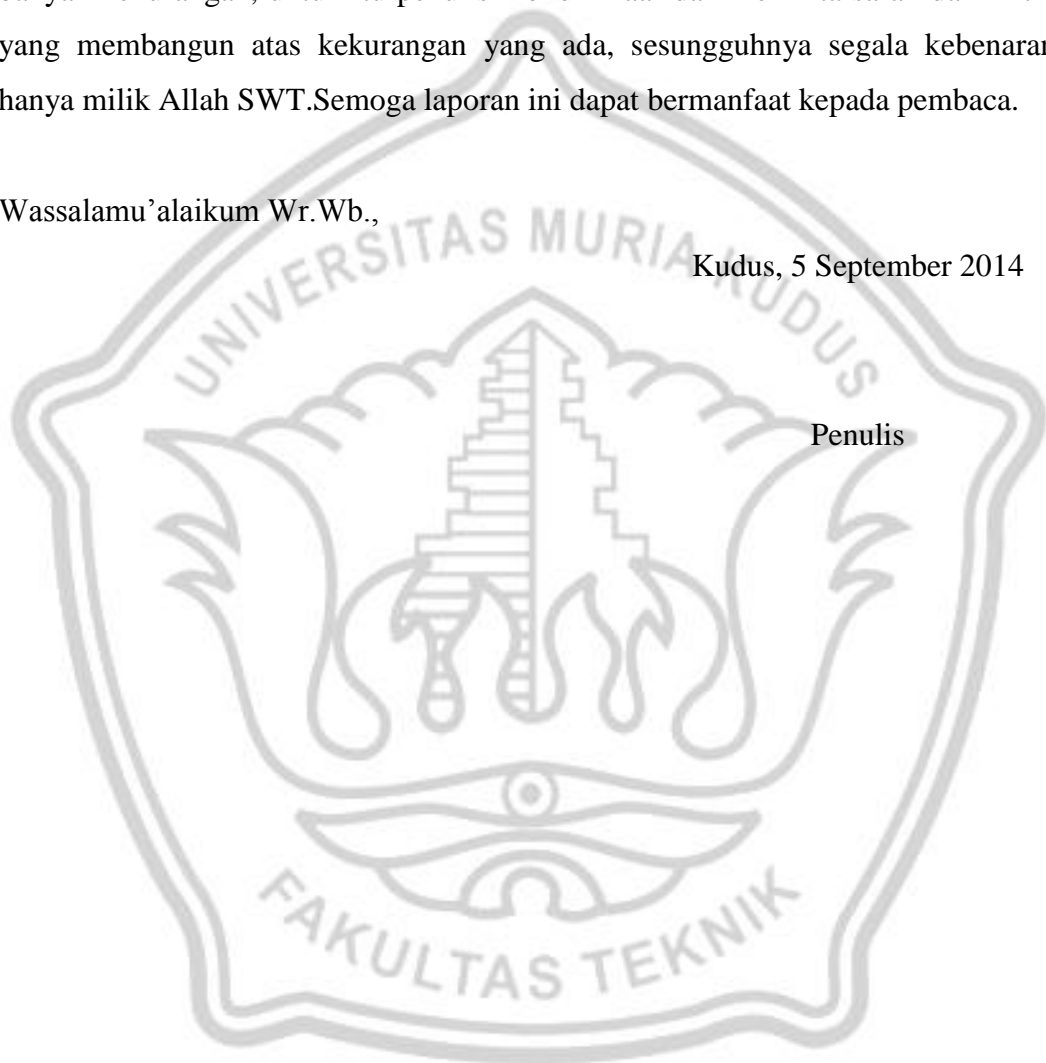 yang membangun atas kekurangan yang ada, sesungguhnya segala kebenaran
hanya milik Allah SWT.Semoga laporan ini dapat bermanfaat kepada pembaca.
Wassalamu’alaikum Wr.Wb.,
UNIVERSITAS MURIA KUDUS
Kudus, 5 September 2014
Penulis
FAKULTAS TEKNIK